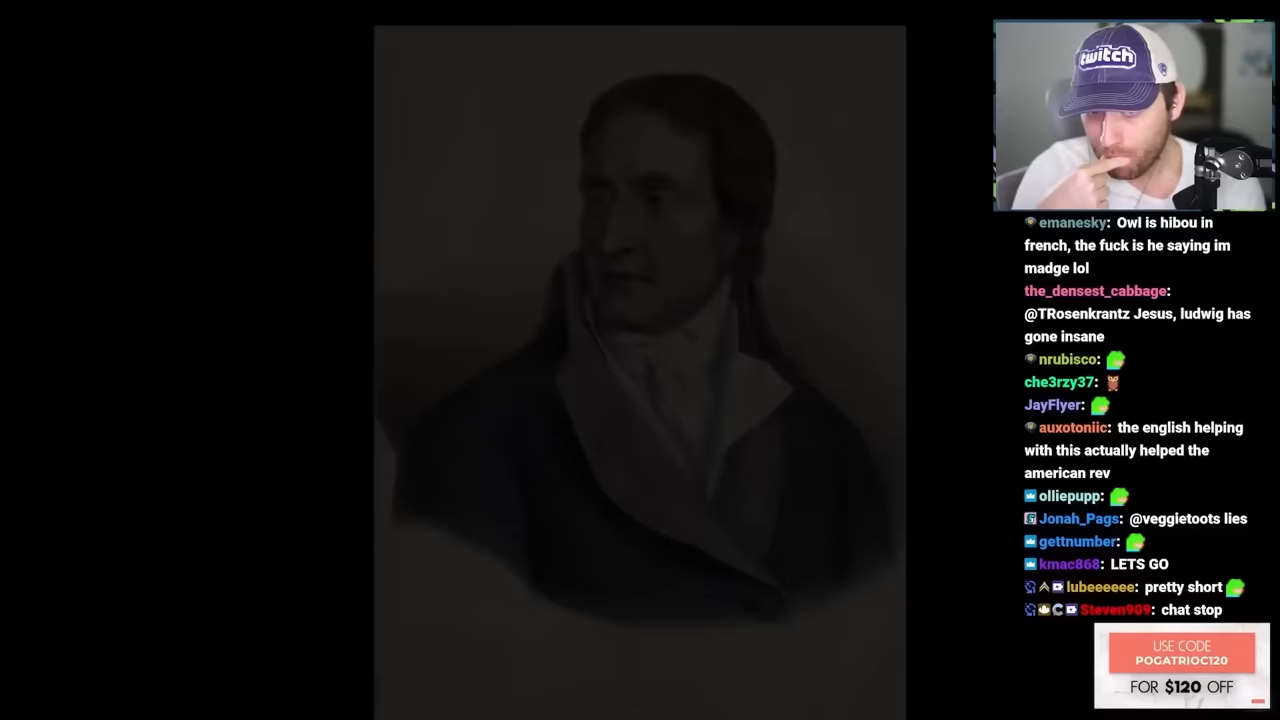 twitch
emanesky: Owl is hibou in
french, the fuck is he saying im
madge lol
the_densest_cabbage:
@TRosenkrantz Jesus, ludwig has
gone insane
nrubisco:
che3rzy37:
JayFlyer:
auxotoniic: the english helping
with this actually helped the
american rev
olliepupp:
Jonah_Pags: @veggietoots lies
gettnumber:
kmac868: LETS GO
lubeeeeee: pretty short
Steven909: chat stop
USE CODE
POGATRIOC120
FOR $120 OFF